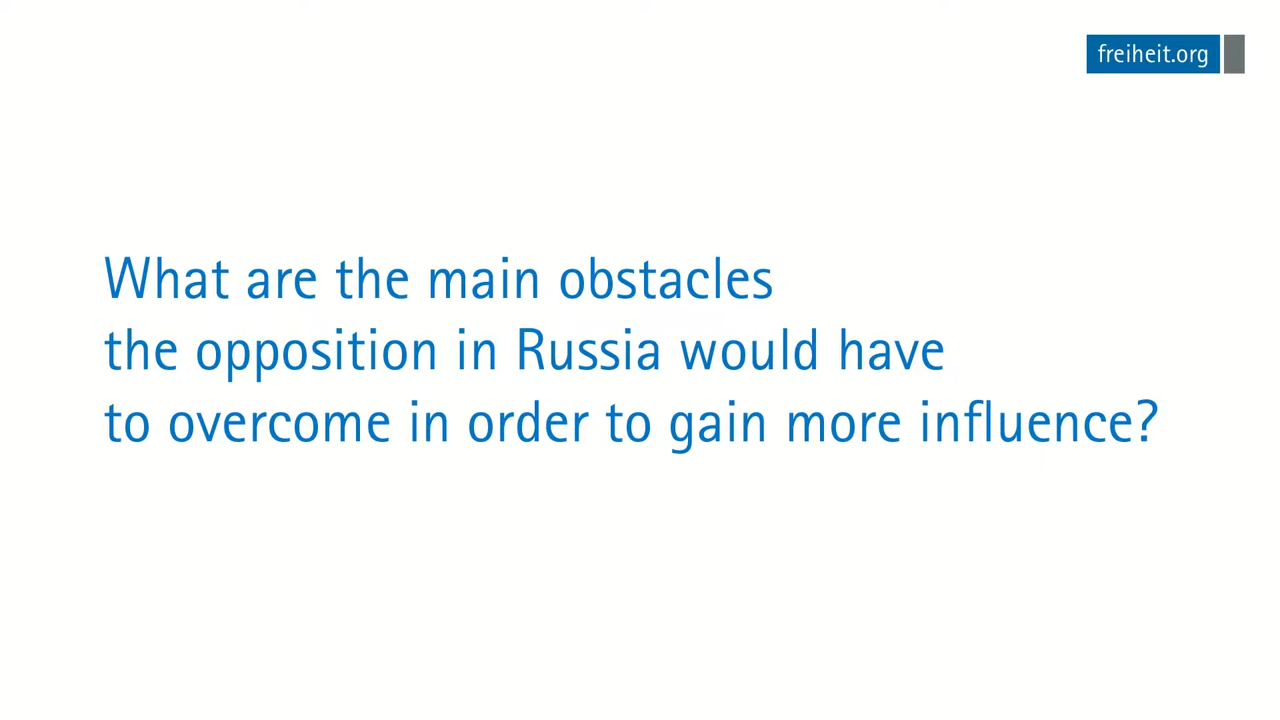 freiheit.org
What are the main obstacles
the opposition in Russia would have
to overcome in order to gain more influence?